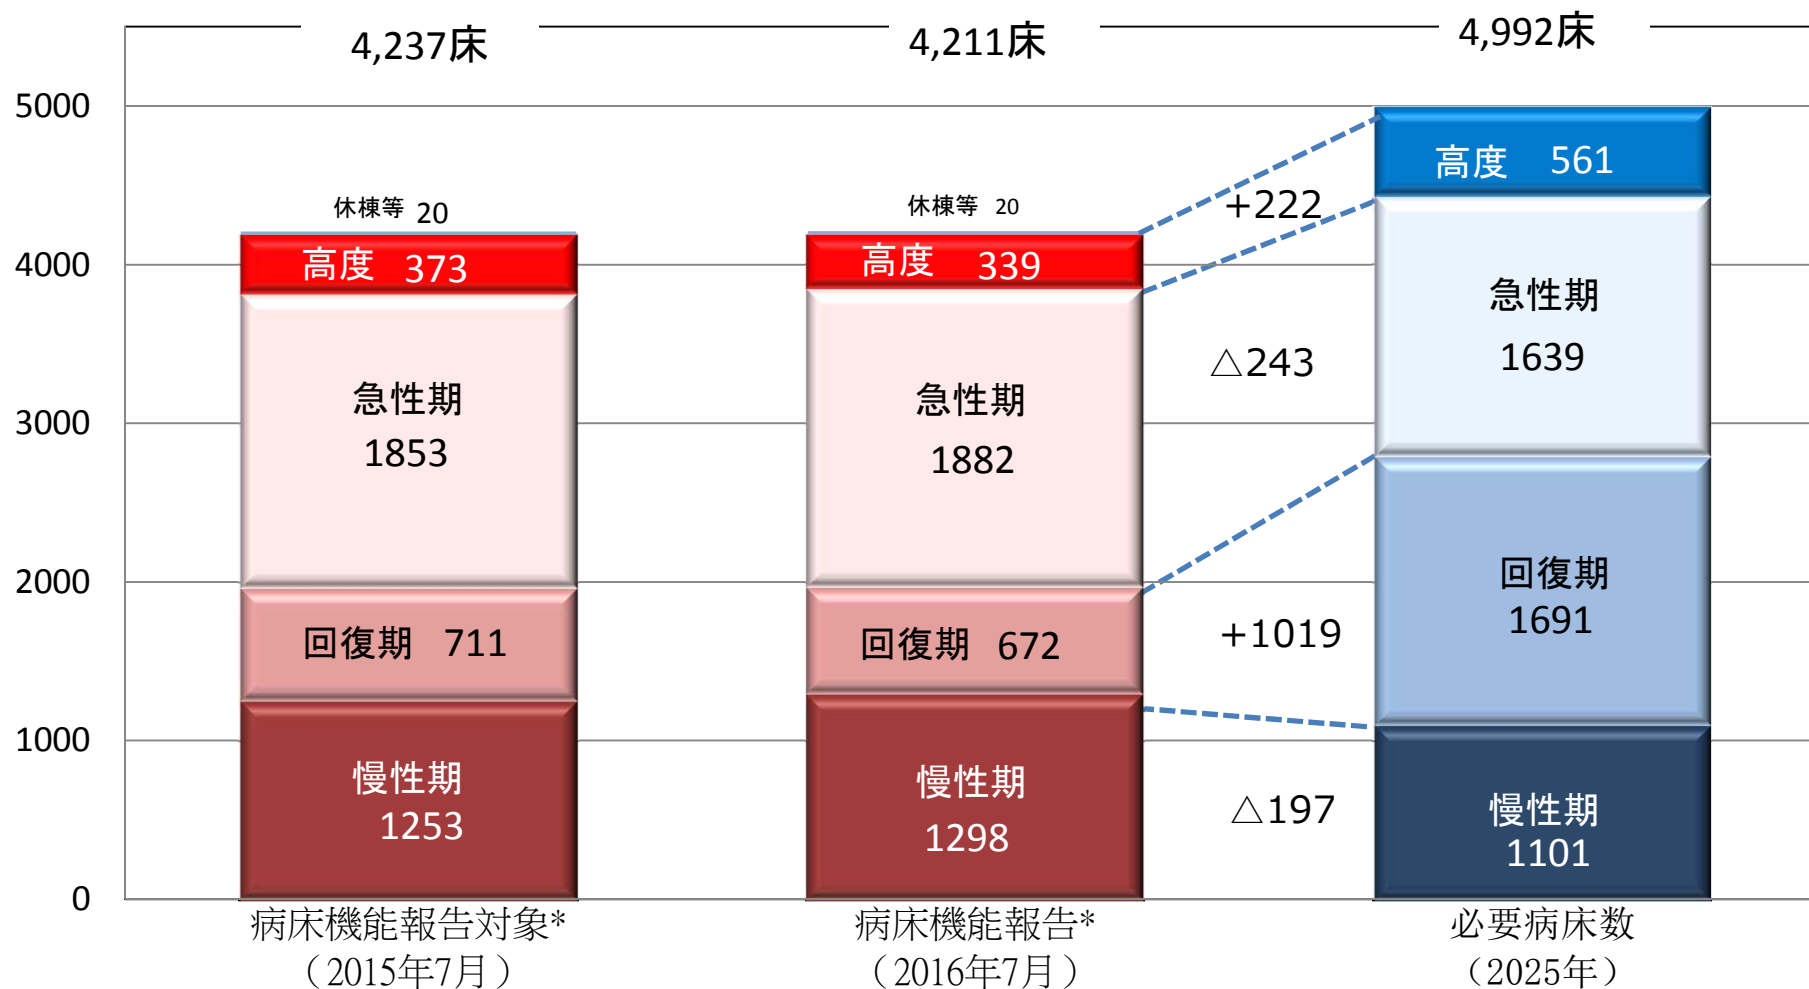 4,237床
4,211床
4,992床
5000
4000
3000
2000
1000
0
休棟等 20
高度 373
急性期
1853
回復期 711
慢性期
1253
休棟等 20
高度 339
急性期
1882
回復期 672
慢性期
1298
+222
△243
+1019
△197
高度 561
急性期
1639
回復期
1691
慢性期
1101
病床機能報告対象*
（2015年7月）
病床機能報告*
（2016年7月）
必要病床数
（2025年）